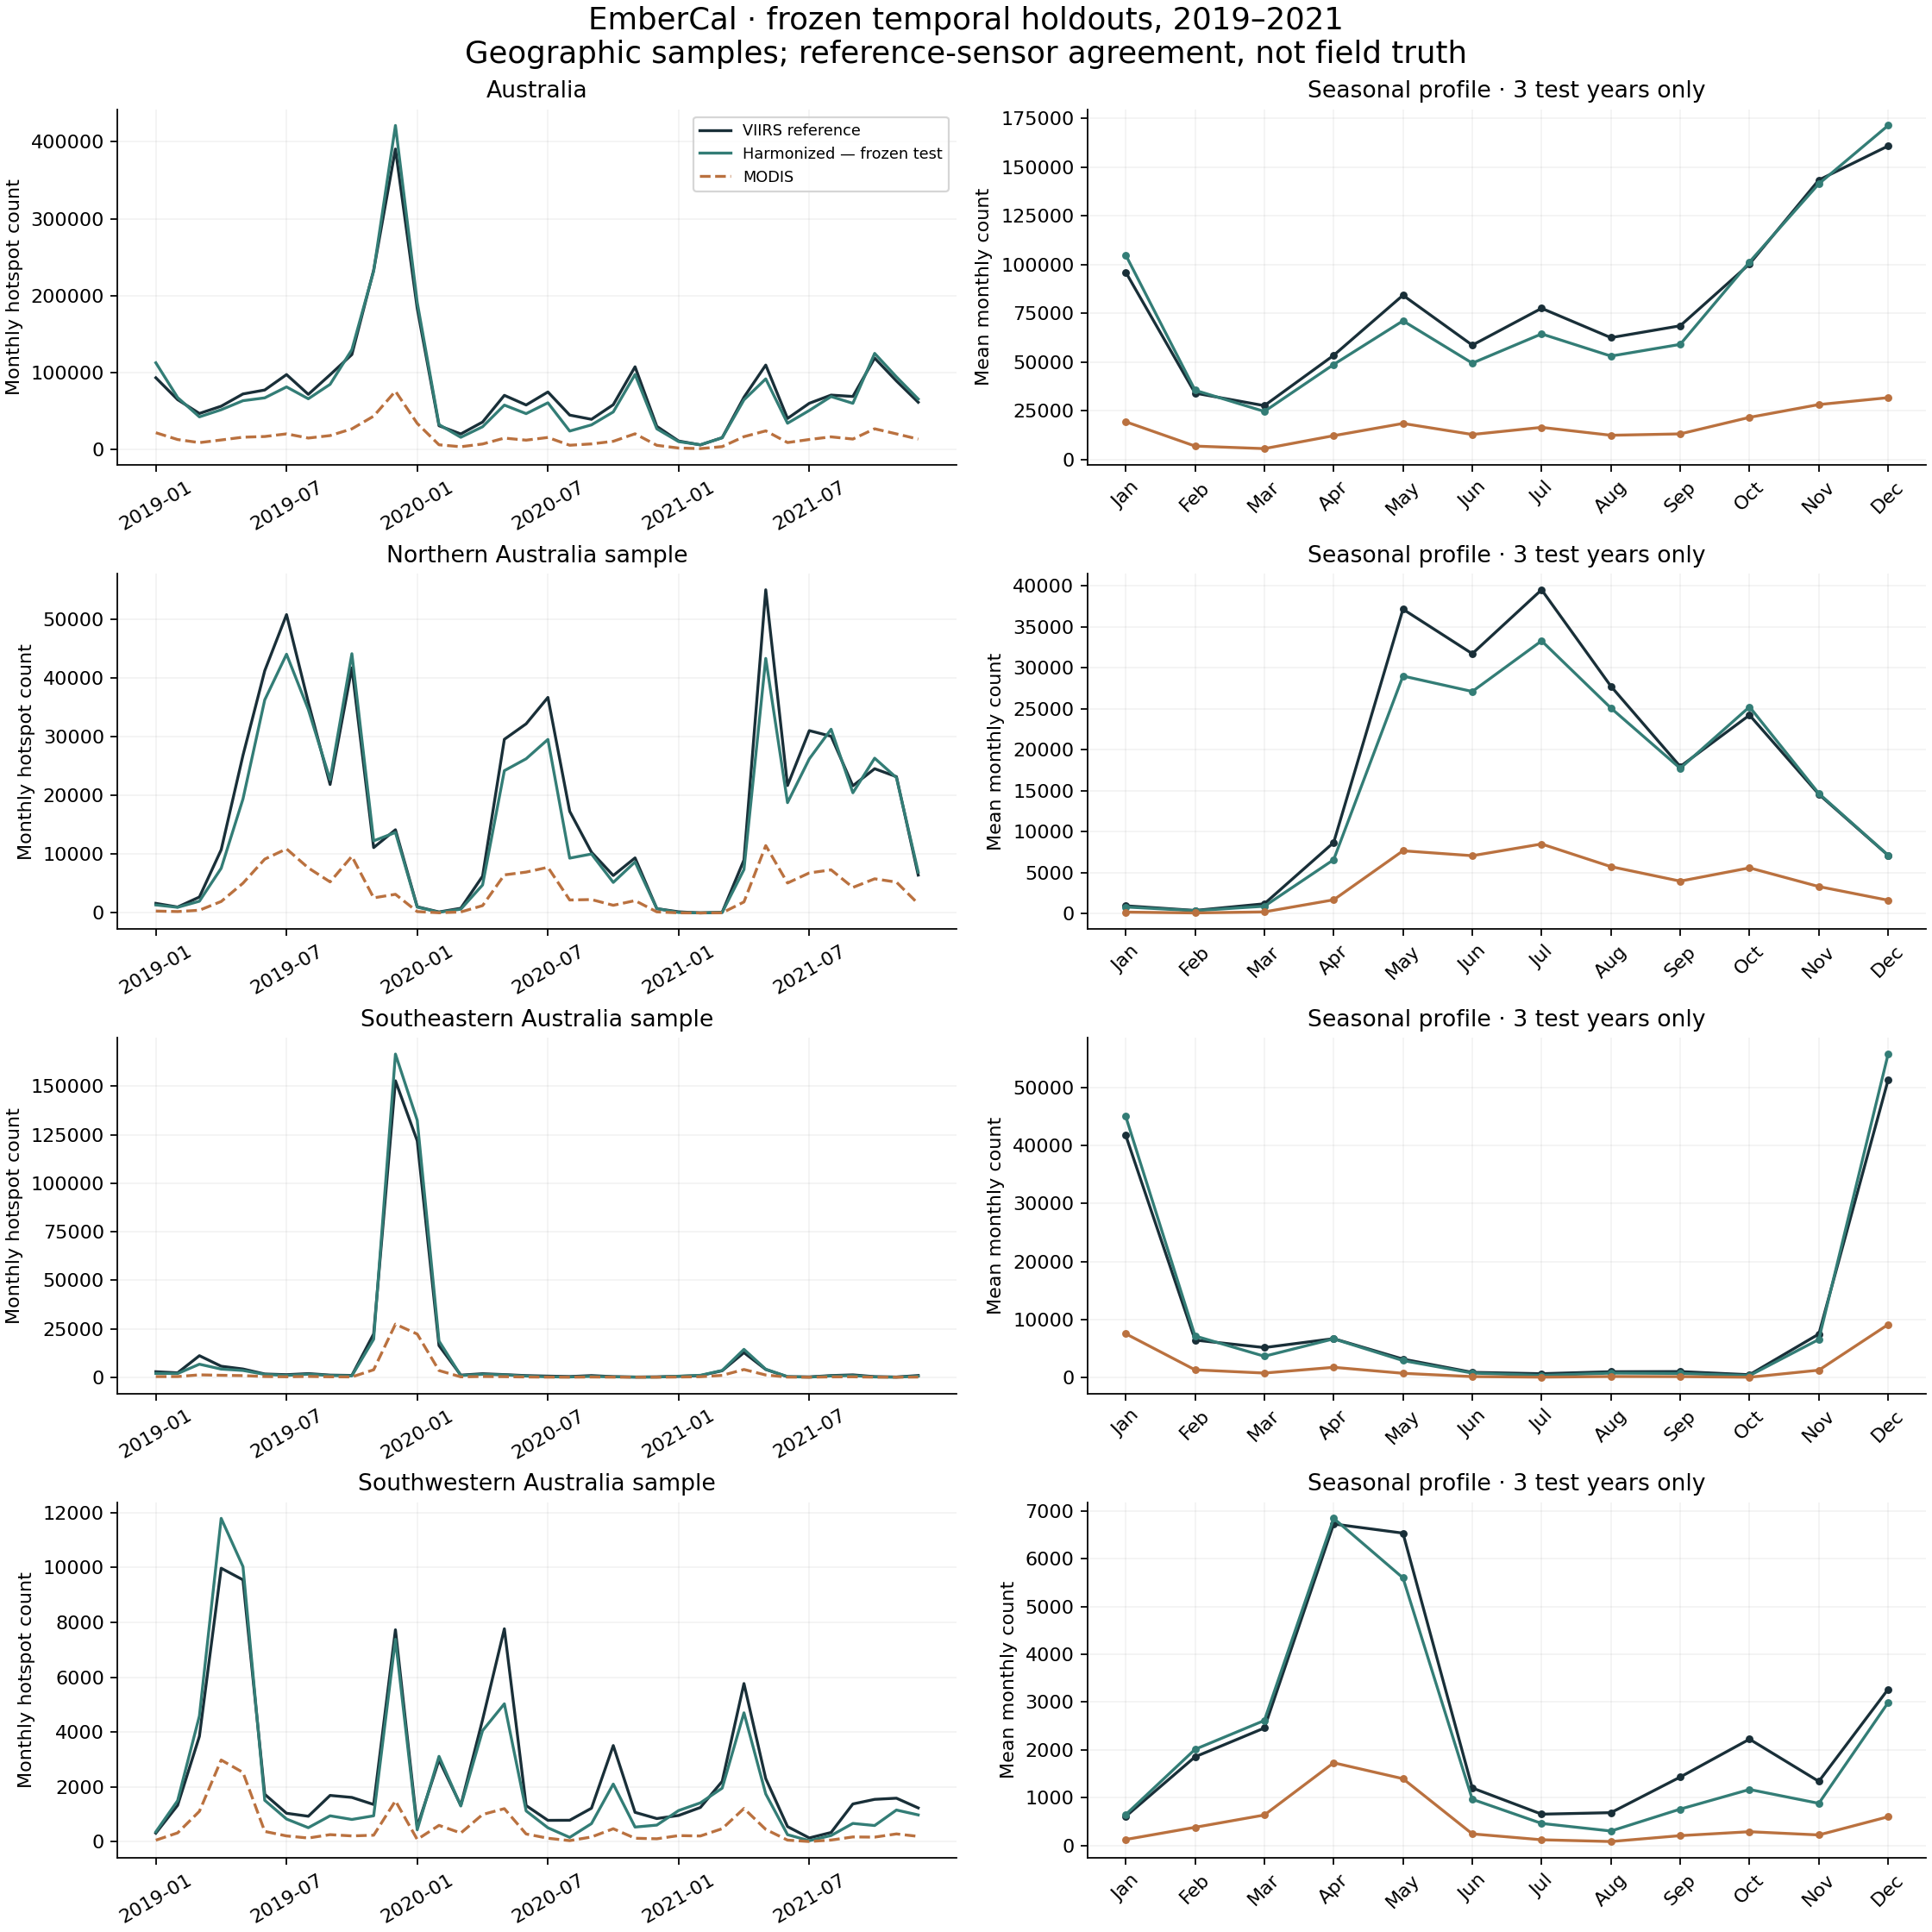 EmberCal · frozen temporal holdouts, 2019–2021
Geographic samples; reference-sensor agreement, not field truth
Australia
Monthly hotspot count
400000
300000
200000
100000
0
VIIRS reference
Harmonized — frozen test
MODIS
2019-01
2019-07
2020-01
2020-07
2021-01
2021-07
Seasonal profile · 3 test years only
Mean monthly count
175000
150000
125000
100000
75000
50000
25000
0
Jan
Feb
Mar
Apr
May
Jun
Jul
Aug
Sep
Oct
Nov
Dec
Northern Australia sample
Monthly hotspot count
50000
40000
30000
20000
10000
0
2019-01
2019-07
2020-01
2020-07
2021-01
2021-07
Seasonal profile · 3 test years only
Mean monthly count
40000
35000
30000
25000
20000
15000
10000
5000
0
Jan
Feb
Mar
Apr
May
Jun
Jul
Aug
Sep
Oct
Nov
Dec
Southeastern Australia sample
Monthly hotspot count
150000
125000
100000
75000
50000
25000
0
2019-01
2019-07
2020-01
2020-07
2021-01
2021-07
Seasonal profile · 3 test years only
Mean monthly count
50000
40000
30000
20000
10000
0
Jan
Feb
Mar
Apr
May
Jun
Jul
Aug
Sep
Oct
Nov
Dec
Southwestern Australia sample
Monthly hotspot count
12000
10000
8000
6000
4000
2000
0
2019-01
2019-07
2020-01
2020-07
2021-01
2021-07
Seasonal profile · 3 test years only
Mean monthly count
7000
6000
5000
4000
3000
2000
1000
0
Jan
Feb
Mar
Apr
May
Jun
Jul
Aug
Sep
Oct
Nov
Dec